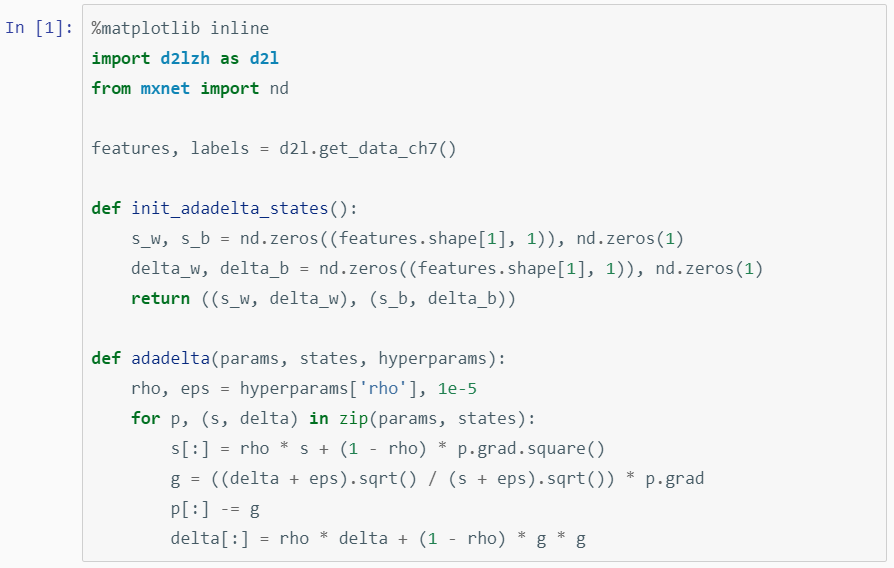 In [1]: %matplotlib inline
import d2lzh as d2l
from mxnet import nd

features, labels = d2l.get_data_ch7()

def init_adadelta_states():
    s_w, s_b = nd.zeros((features.shape[1], 1)), nd.zeros(1)
    delta_w, delta_b = nd.zeros((features.shape[1], 1)), nd.zeros(1)
    return ((s_w, delta_w), (s_b, delta_b))

def adadelta(params, states, hyperparams):
    rho, eps = hyperparams['rho'], 1e-5
    for p, (s, delta) in zip(params, states):
        s[:] = rho * s + (1 - rho) * p.grad.square()
        g = ((delta + eps).sqrt() / (s + eps).sqrt()) * p.grad
        p[:] -= g
        delta[:] = rho * delta + (1 - rho) * g * g